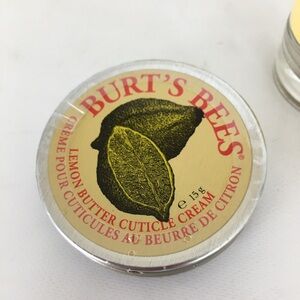 BURT'S BEES®
LEMON BUTTER CUTICLE CREAM
℮ 15g
CRÈME POUR CUTICULES AU BEURRE DE CITRON